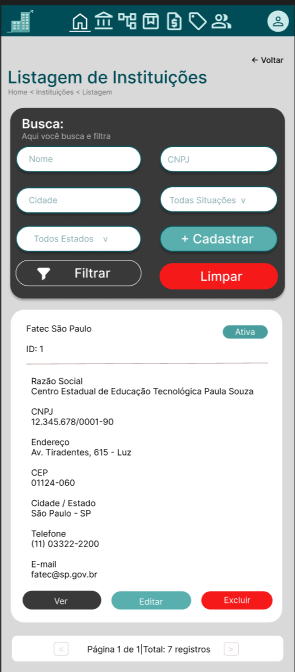 ← Voltar
Listagem de Instituições
Home < Instituições < Listagem
Busca:
Aqui você busca e filtra
Nome
CNPJ
Cidade
Todas Situações v
Todos Estados v
+ Cadastrar
Filtrar
Limpar
Fatec São Paulo
Ativa
ID: 1
Razão Social
Centro Estadual de Educação Tecnológica Paula Souza
CNPJ
12.345.678/0001-90
Endereço
Av. Tiradentes, 615 - Luz
CEP
01124-060
Cidade / Estado
São Paulo - SP
Telefone
(11) 03322-2200
E-mail
fatec@sp.gov.br
Ver
Editar
Excluir
< Página 1 de 1|Total: 7 registros >